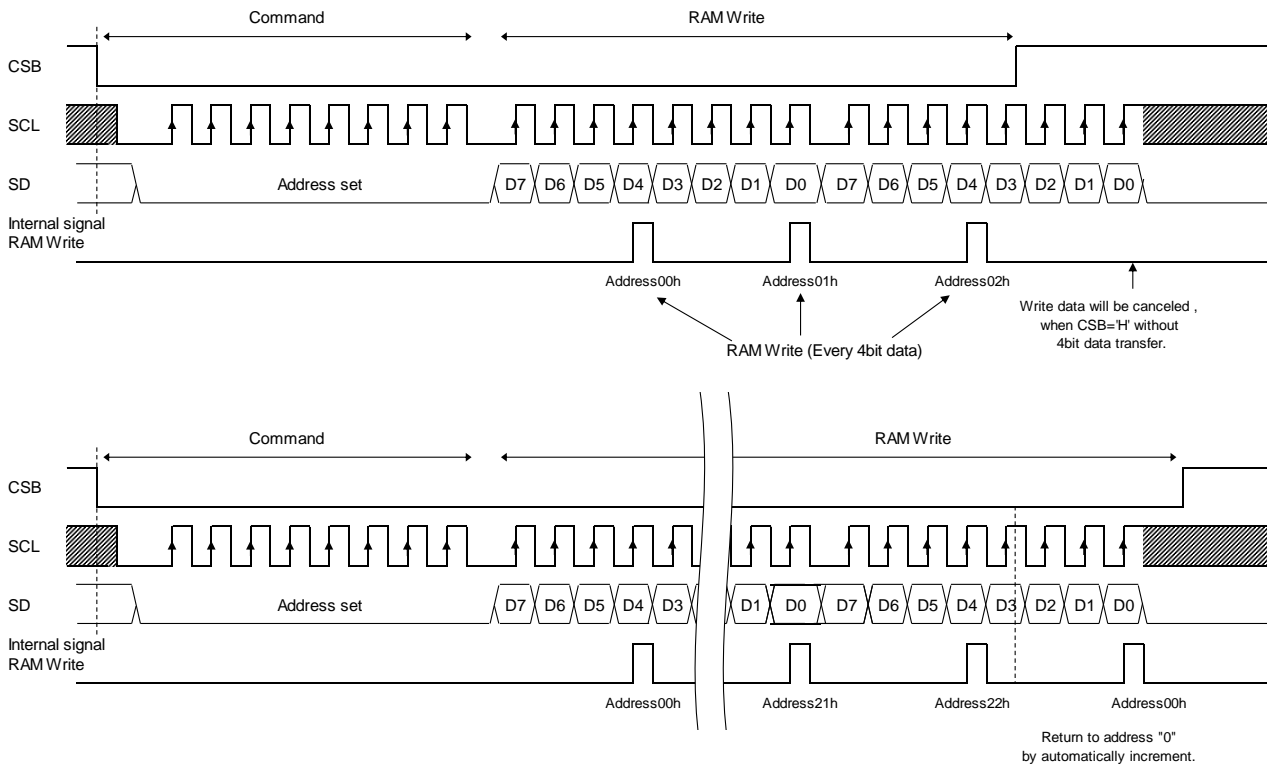 Command RAM Write
CSB
SCL
SD Address set D7 D6 D5 D4 D3 D2 D1 D0 D7 D6 D5 D4 D3 D2 D1 D0
Internal signal
RAM Write
Address00h Address01h Address02h
Write data will be canceled ,
when CSB='H' without
4bit data transfer.
RAM Write (Every 4bit data)
Command RAM Write
CSB
SCL
SD Address set D7 D6 D5 D4 D3 D1 D0 D7 D6 D5 D4 D3 D2 D1 D0
Internal signal
RAM Write
Address00h Address21h Address22h Address00h
Return to address "0"
by automatically increment.